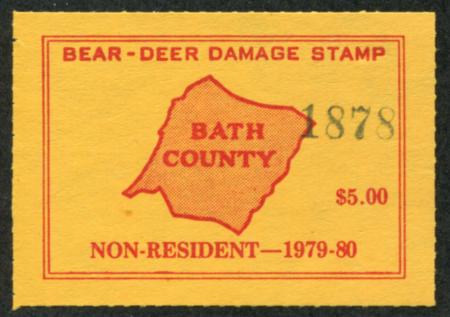 BEAR-DEER DAMAGE STAMP
1878
BATH
COUNTY
$5.00
NON-RESIDENT—1979-80